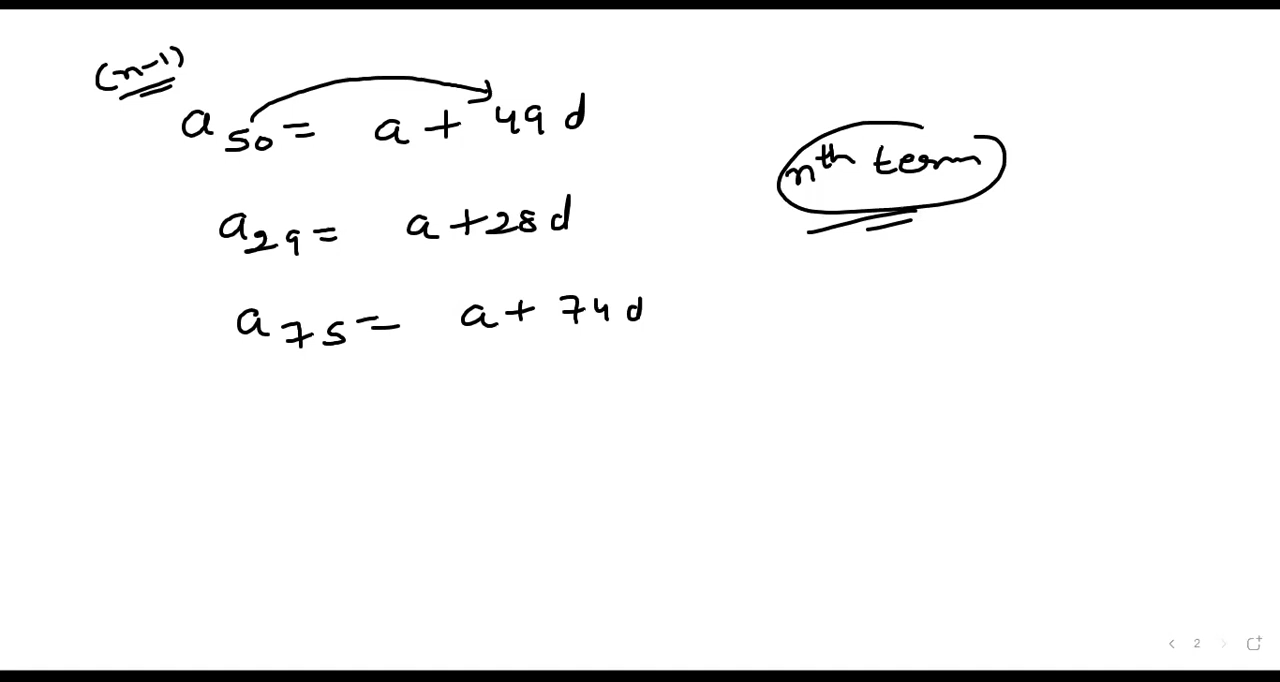 (n-1)
a₅₀ = a + 49d
nth term
a₂₉ = a + 28d
a₇₅ = a + 74d
2